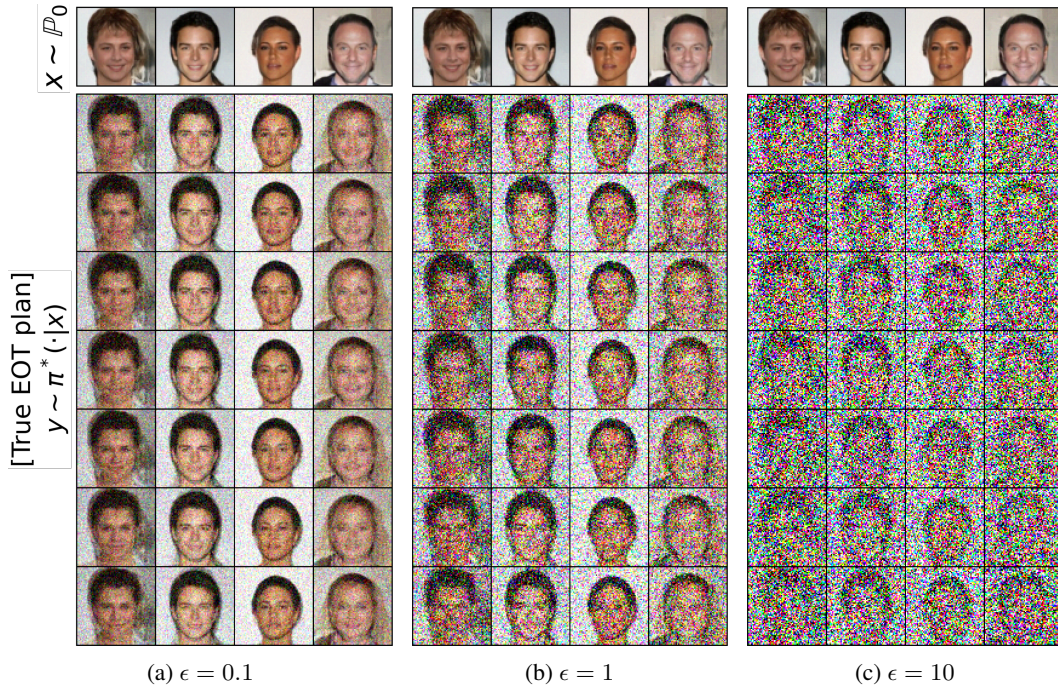 x ∼ ℙ₀
[True EOT plan]
y ∼ π*(·|x)
(a) ϵ = 0.1
(b) ϵ = 1
(c) ϵ = 10